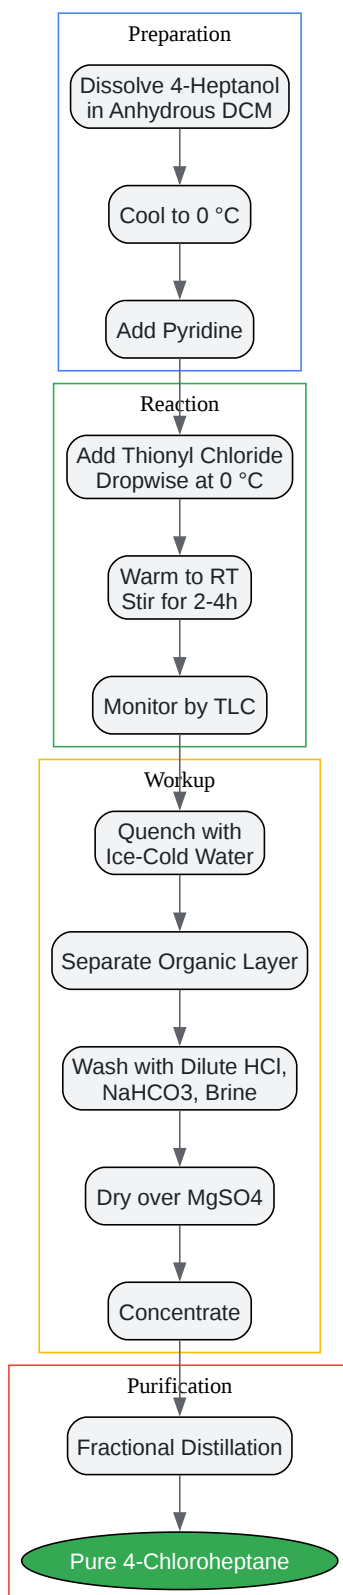 Preparation
Dissolve 4-Heptanol
in Anhydrous DCM
Cool to 0 °C
Add Pyridine
Reaction
Add Thionyl Chloride
Dropwise at 0 °C
Warm to RT
Stir for 2-4h
Monitor by TLC
Workup
Quench with
Ice-Cold Water
Separate Organic Layer
Wash with Dilute HCl,
NaHCO3, Brine
Dry over MgSO4
Concentrate
Purification
Fractional Distillation
Pure 4-Chloroheptane